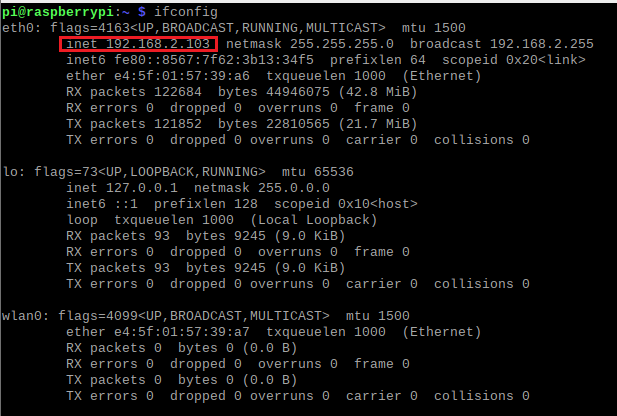 pi@raspberrypi:~ $ ifconfig
eth0: flags=4163<UP,BROADCAST,RUNNING,MULTICAST>  mtu 1500
        inet 192.168.2.103  netmask 255.255.255.0  broadcast 192.168.2.255
        inet6 fe80::8567:7f62:3b13:34f5  prefixlen 64  scopeid 0x20<link>
        ether e4:5f:01:57:39:a6  txqueuelen 1000  (Ethernet)
        RX packets 122684  bytes 44946075 (42.8 MiB)
        RX errors 0  dropped 0  overruns 0  frame 0
        TX packets 121852  bytes 22810565 (21.7 MiB)
        TX errors 0  dropped 0 overruns 0  carrier 0  collisions 0
lo: flags=73<UP,LOOPBACK,RUNNING>  mtu 65536
        inet 127.0.0.1  netmask 255.0.0.0
        inet6 ::1  prefixlen 128  scopeid 0x10<host>
        loop  txqueuelen 1000  (Local Loopback)
        RX packets 93  bytes 9245 (9.0 KiB)
        RX errors 0  dropped 0  overruns 0  frame 0
        TX packets 93  bytes 9245 (9.0 KiB)
        TX errors 0  dropped 0 overruns 0  carrier 0  collisions 0
wlan0: flags=4099<UP,BROADCAST,MULTICAST>  mtu 1500
        ether e4:5f:01:57:39:a7  txqueuelen 1000  (Ethernet)
        RX packets 0  bytes 0 (0.0 B)
        RX errors 0  dropped 0  overruns 0  frame 0
        TX packets 0  bytes 0 (0.0 B)
        TX errors 0  dropped 0 overruns 0  carrier 0  collisions 0